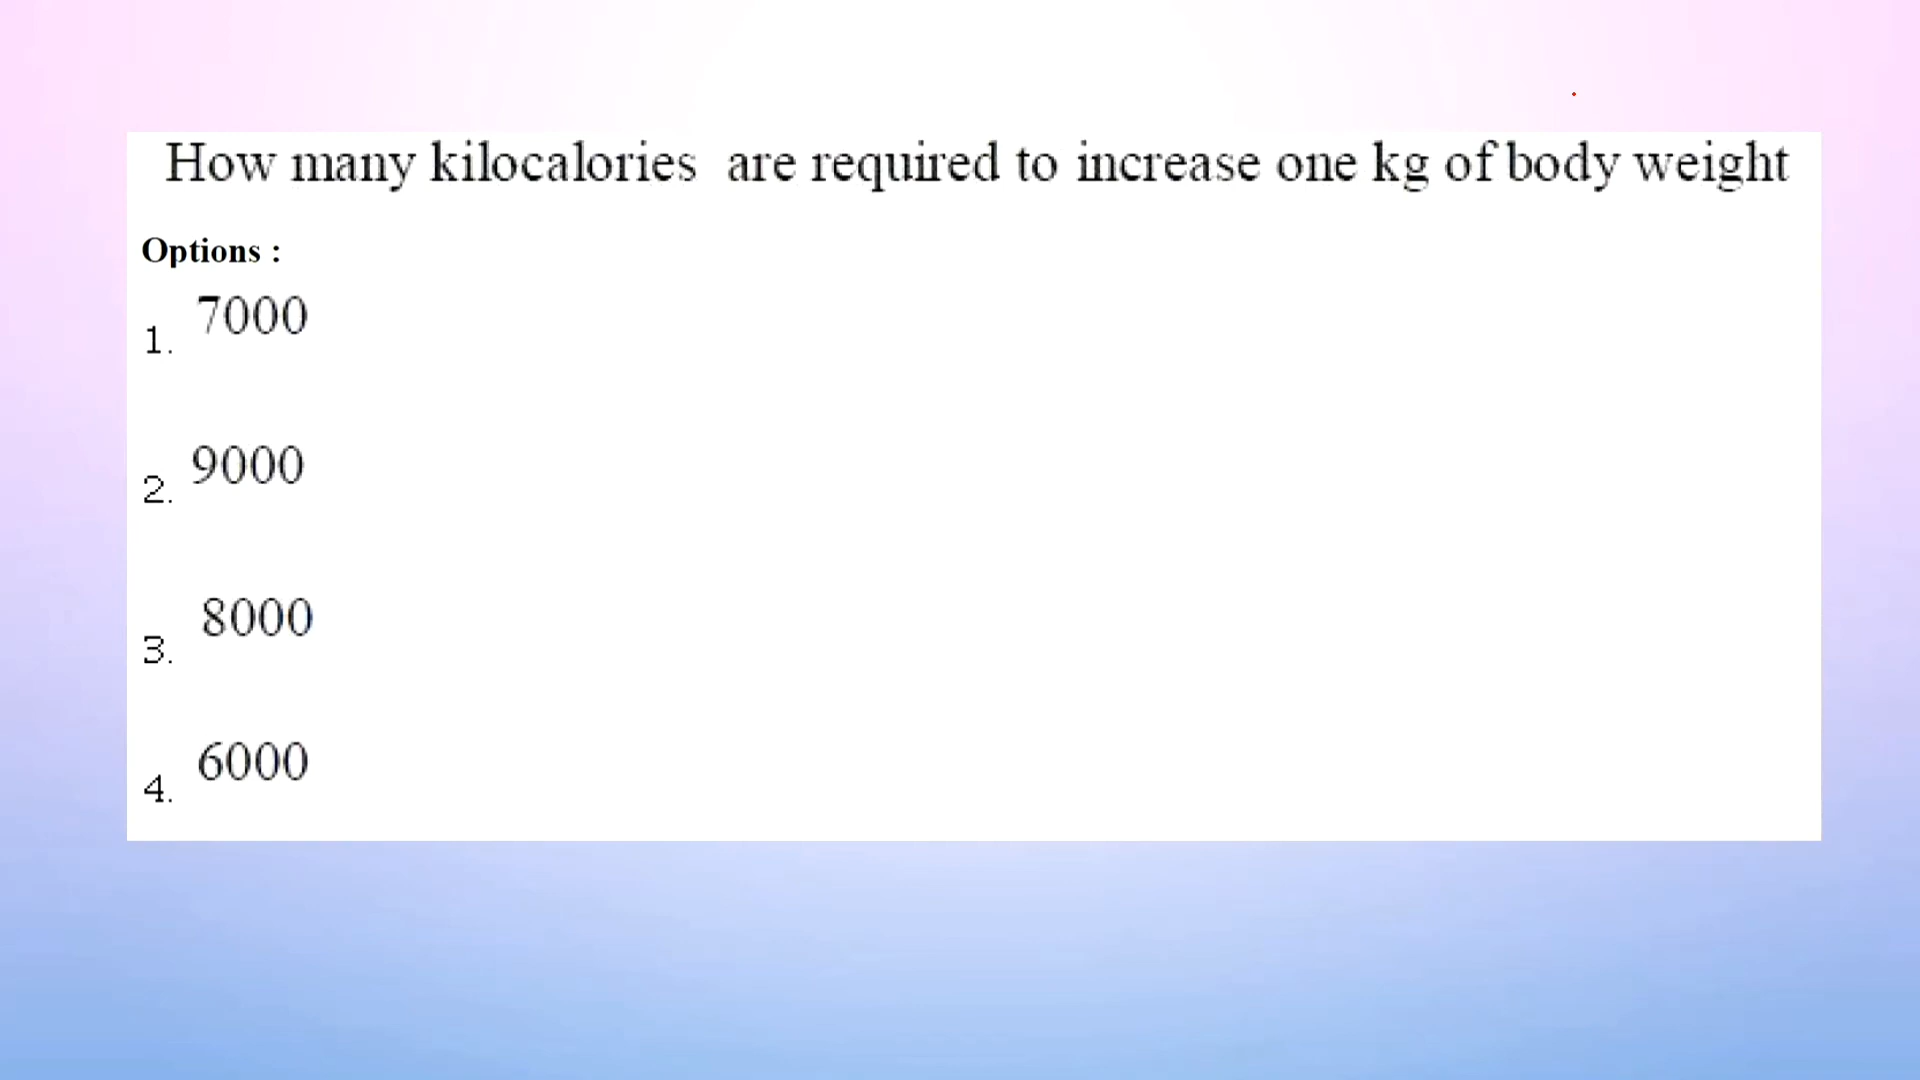 How many kilocalories are required to increase one kg of body weight
Options :
1. 7000
2. 9000
3. 8000
4. 6000